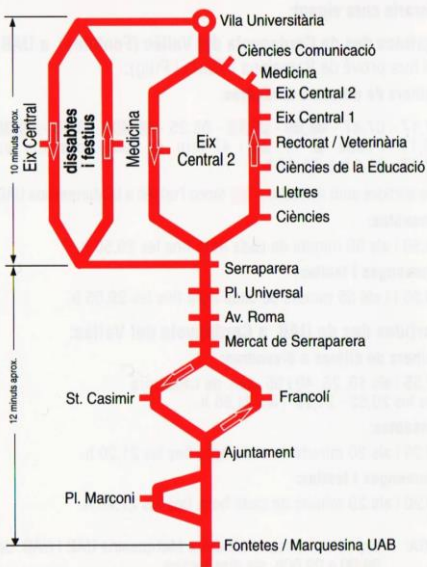 Vila Universitària
Ciències Comunicació
Medicina
Eix Central 2
Eix Central 1
Rectorat / Veterinària
Ciències de la Educació
Lletres
Ciències
10 minuts aprox.
Eix Central
dissabtes
i festius
Medicina
Eix
Central 2
Serraparera
Pl. Universal
Av. Roma
Mercat de Serraparera
12 minuts aprox.
St. Casimir
Francolí
Ajuntament
Pl. Marconi
Fontetes / Marquesina UAB